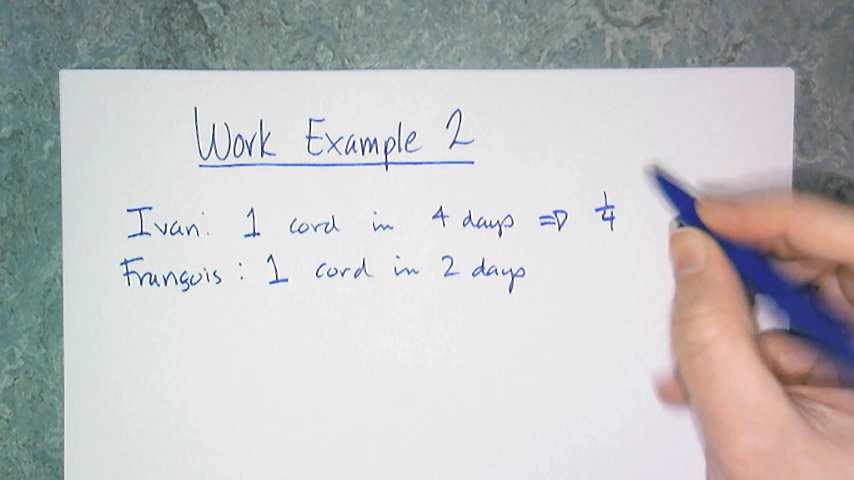 Work Example 2
Ivan: 1 cord in 4 days ⇒ 1/4
François: 1 cord in 2 days